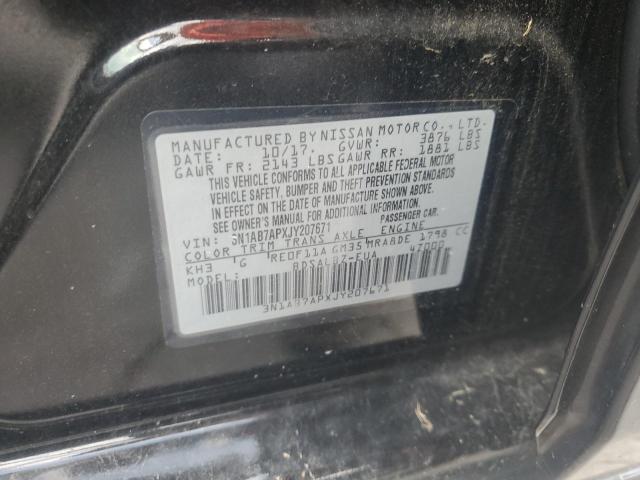 MANUFACTURED BY NISSAN MOTOR CO., LTD.
DATE: 10/17. GVWR: 3876 LBS
GAWR FR: 2143 LBS GAWR RR: 1881 LBS
THIS VEHICLE CONFORMS TO ALL APPLICABLE FEDERAL MOTOR
VEHICLE SAFETY, BUMPER AND THEFT PREVENTION STANDARDS
IN EFFECT ON THE DATE OF MANUFACTURE SHOWN ABOVE.
SEE OWNERS MANUAL FOR ADDITIONAL INFORMATION.
VIN: 3N1AB7APXJY207671 PASSENGER CAR
COLOR TRIM TRANS AXLE ENGINE
KH3 G RE0F11A GM35 MRA8DE 1798 CC
MODEL: 47000
3N1AB7APXJY207671